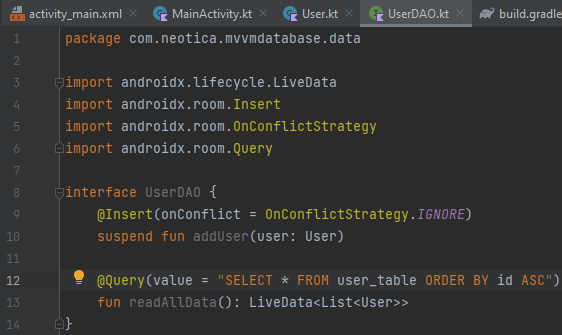 activity_main.xml MainActivity.kt User.kt UserDAO.kt build.gradle
1 package com.neotica.mvvmdatabase.data
2
3 import androidx.lifecycle.LiveData
4 import androidx.room.Insert
5 import androidx.room.OnConflictStrategy
6 import androidx.room.Query
7
8 interface UserDAO {
9 @Insert(onConflict = OnConflictStrategy.IGNORE)
10 suspend fun addUser(user: User)
11
12 @Query(value = "SELECT * FROM user_table ORDER BY id ASC")
13 fun readAllData(): LiveData<List<User>>
14 }